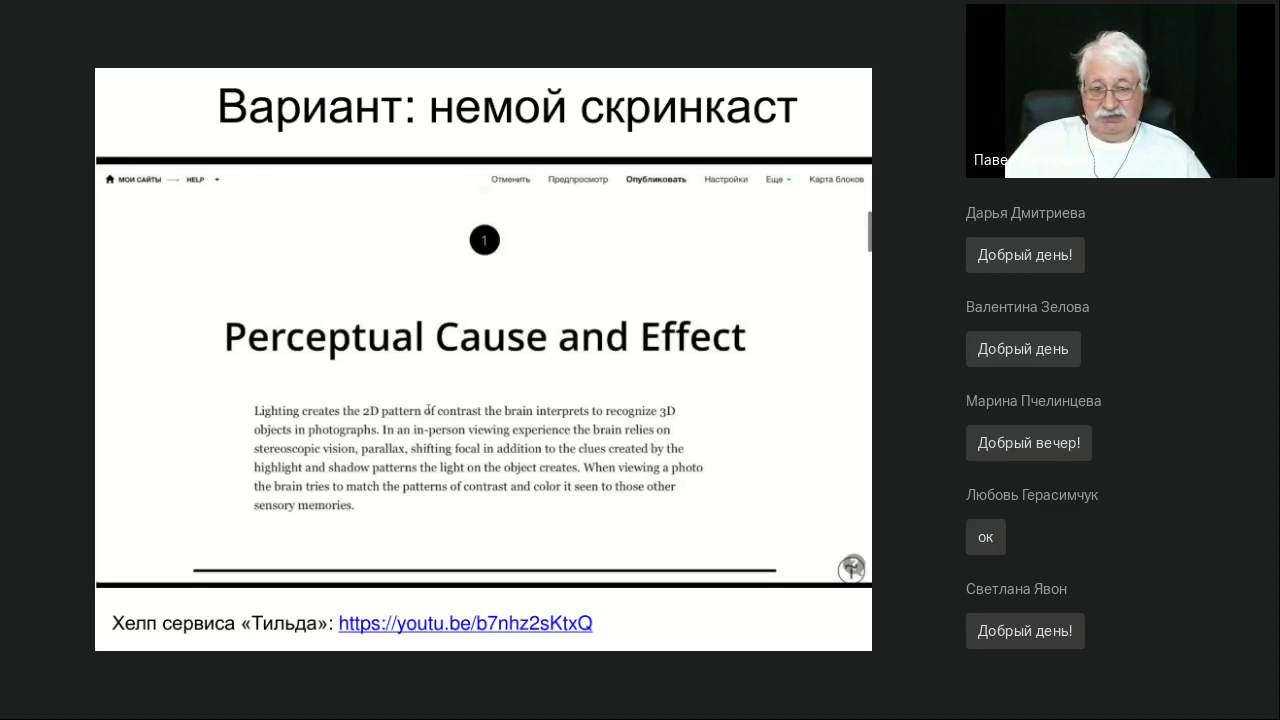 Вариант: немой скринкаст
МОИ САЙТЫ → HELP
Отменить Предпросмотр Опубликовать Настройки Еще Карта блоков
1
Perceptual Cause and Effect
Lighting creates the 2D pattern of contrast the brain interprets to recognize 3D
objects in photographs. In an in-person viewing experience the brain relies on
stereoscopic vision, parallax, shifting focal in addition to the clues created by the
highlight and shadow patterns the light on the object creates. When viewing a photo
the brain tries to match the patterns of contrast and color it seen to those other
sensory memories.
Хелп сервиса «Тильда»: https://youtu.be/b7nhz2sKtxQ
Паве
Дарья Дмитриева
Добрый день!
Валентина Зелова
Добрый день
Марина Пчелинцева
Добрый вечер!
Любовь Герасимчук
ок
Светлана Явон
Добрый день!